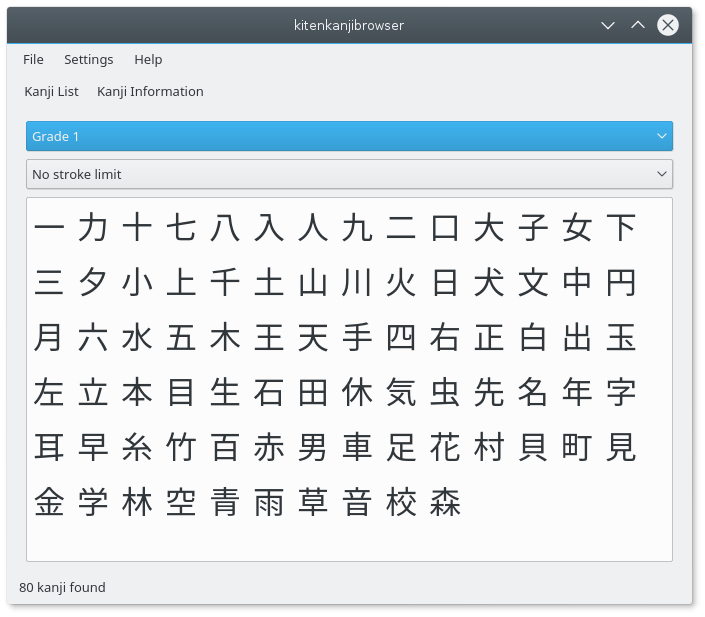 kitenkanjibrowser
File Settings Help
Kanji List Kanji Information
Grade 1
No stroke limit
一 力 十 七 八 入 人 九 二 口 大 子 女 下
三 夕 小 上 千 土 山 川 火 日 犬 文 中 円
月 六 水 五 木 王 天 手 四 右 正 白 出 玉
左 立 本 目 生 石 田 休 気 虫 先 名 年 字
耳 早 糸 竹 百 赤 男 車 足 花 村 貝 町 見
金 学 林 空 青 雨 草 音 校 森
80 kanji found